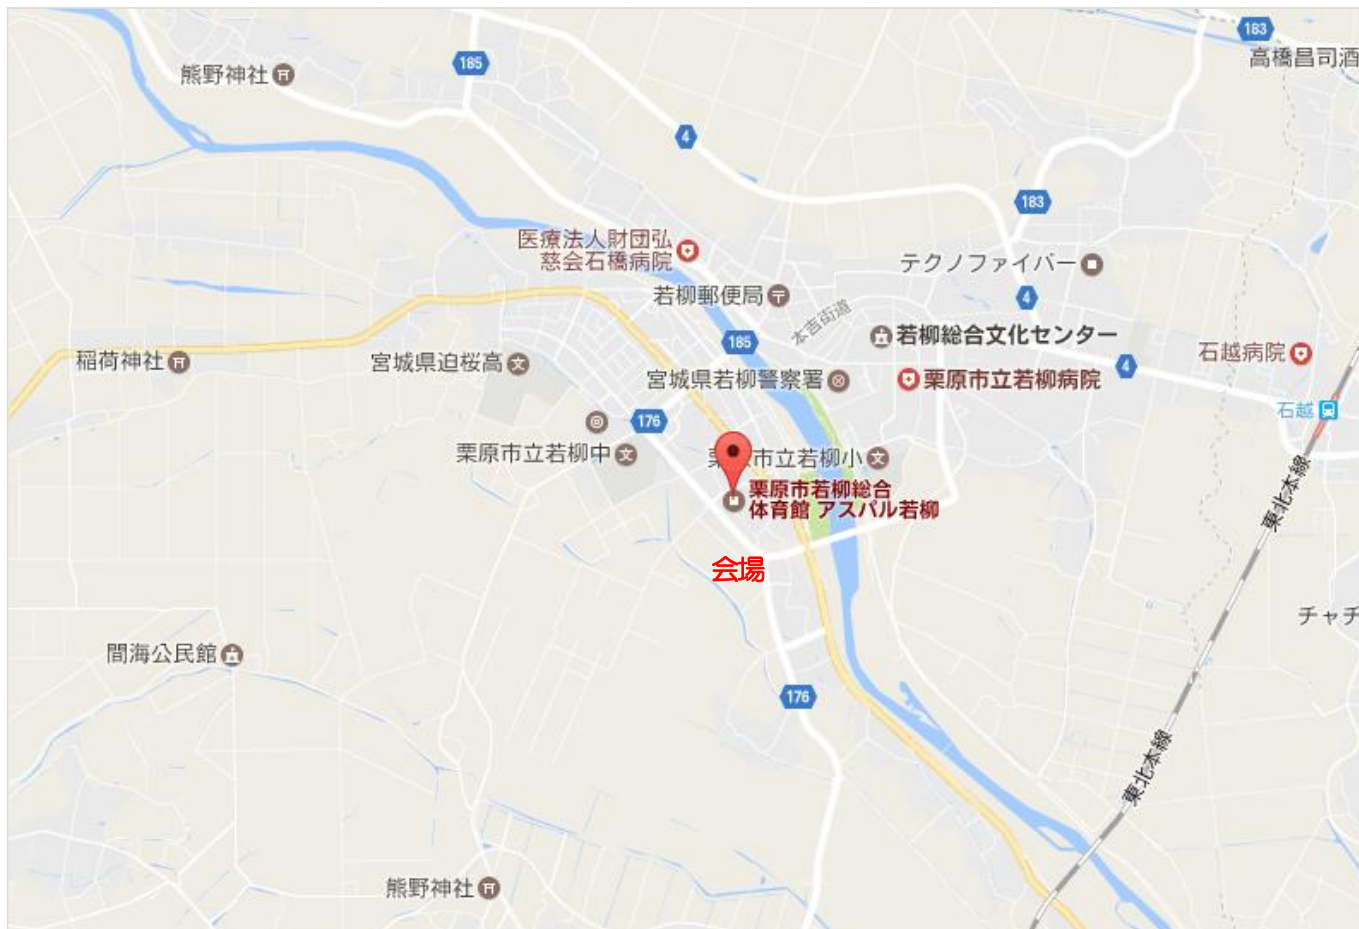 183
高橋昌司酒
185
熊野神社
4
183
医療法人財団弘
慈会石橋病院
テクノファイバー
若柳郵便局
4
本吉街道
若柳総合文化センター
185
石越病院
稲荷神社
宮城県迫桜高
4
宮城県若柳警察署
栗原市立若柳病院
石越
176
栗原市立若柳中
市立若柳小
栗原市若柳総合
体育館 アスパル若柳
東北本線
会場
チャチ
間海公民館
176
東北本線
熊野神社